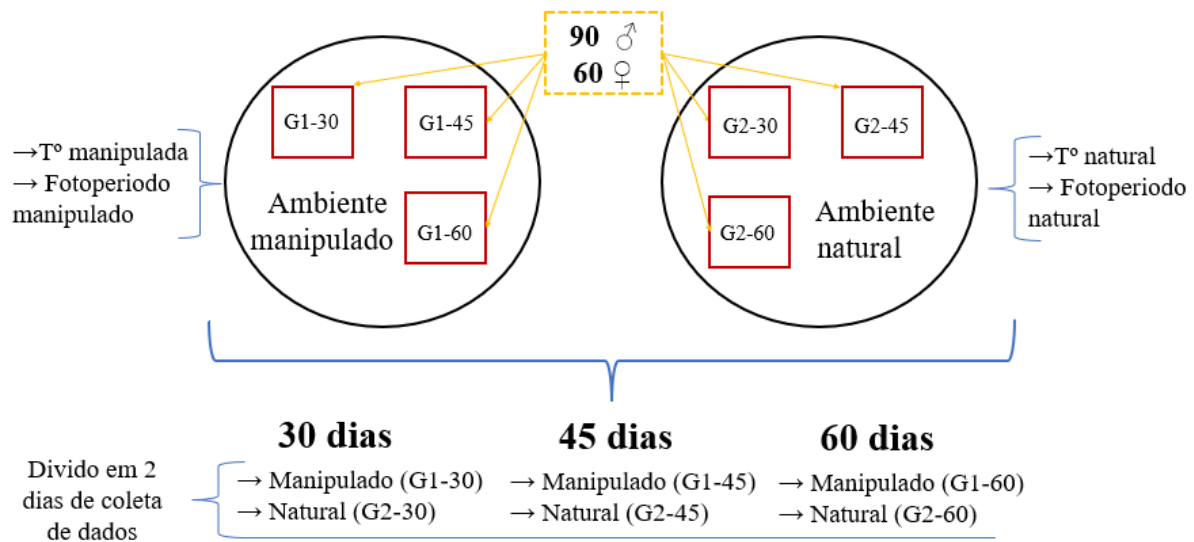 90 ♂
60 ♀
G1-30
G1-45
G1-60
Ambiente
manipulado
→Tº manipulada
→ Fotoperiodo
manipulado
G2-30
G2-45
G2-60
Ambiente
natural
→Tº natural
→ Fotoperiodo
natural
30 dias
45 dias
60 dias
Divido em 2
dias de coleta
de dados
→ Manipulado (G1-30)
→ Natural (G2-30)
→ Manipulado (G1-45)
→ Natural (G2-45)
→ Manipulado (G1-60)
→ Natural (G2-60)